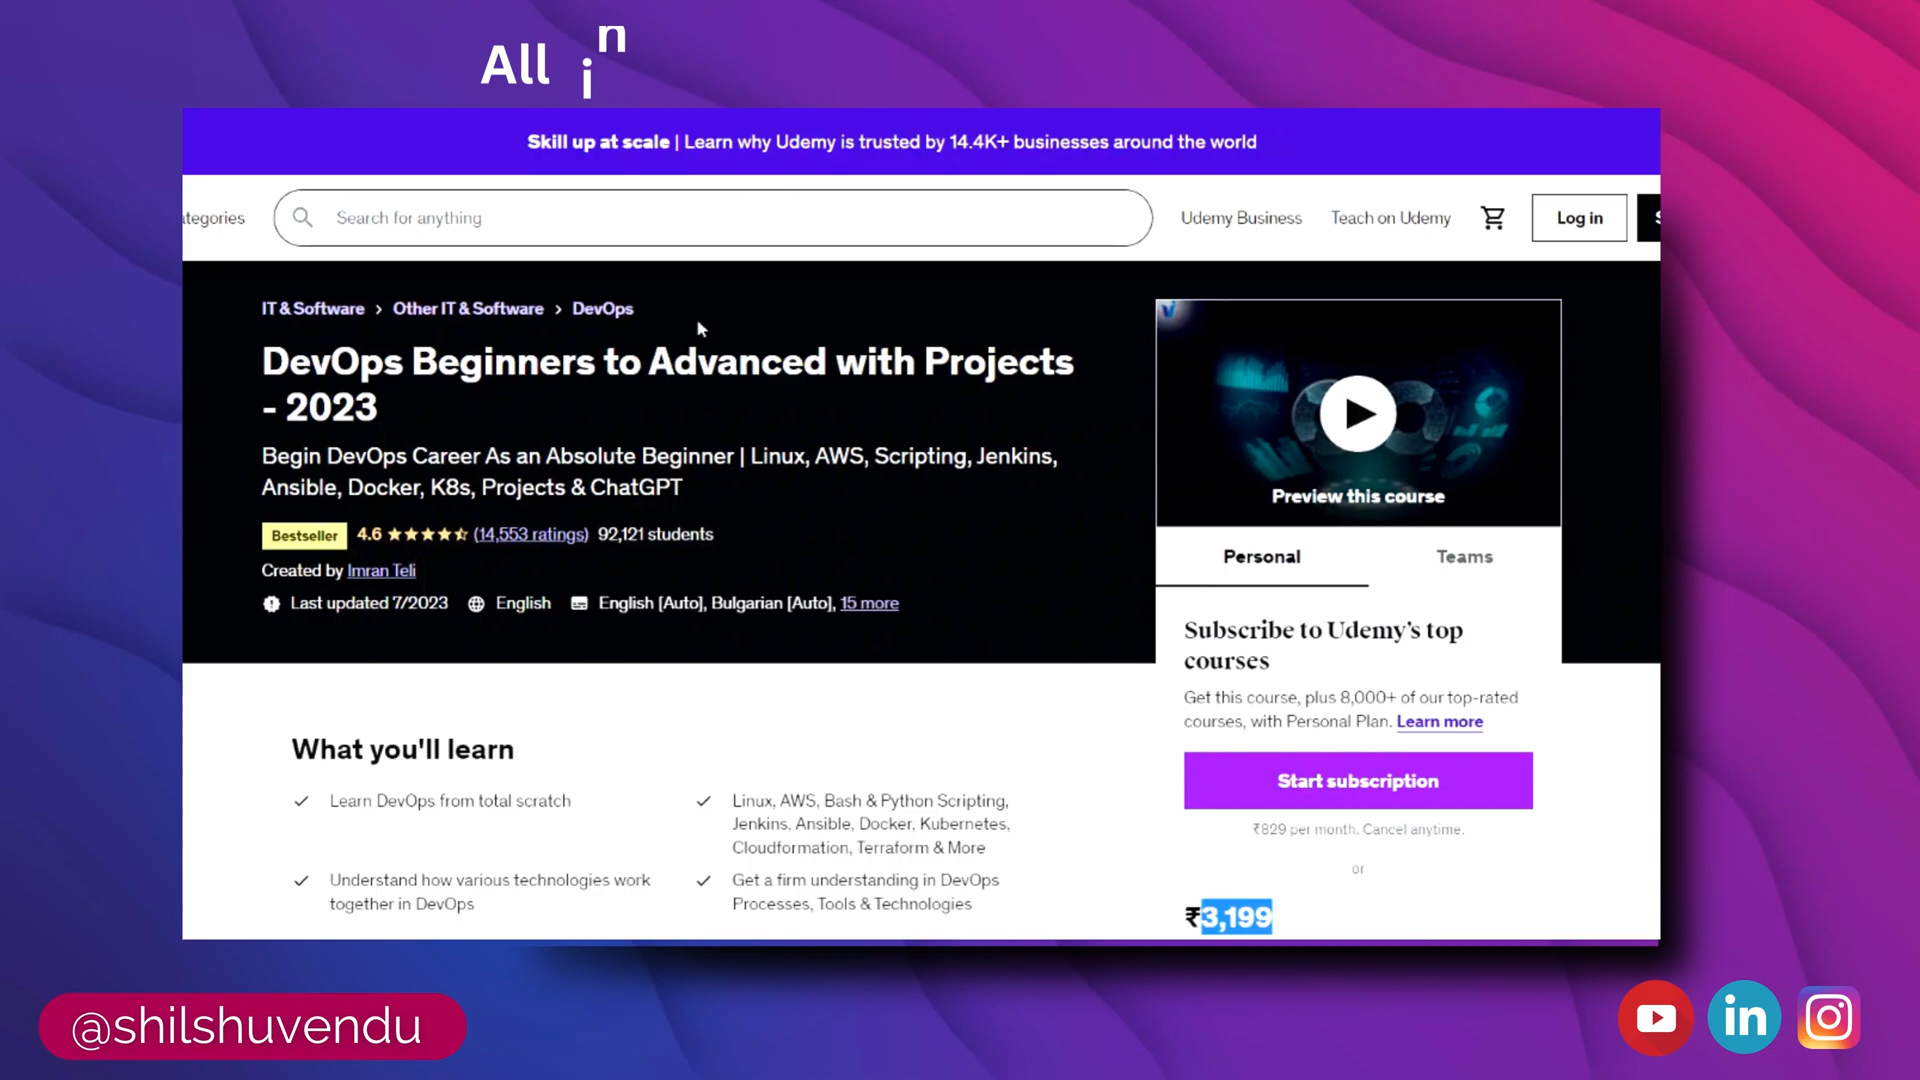 All in
Skill up at scale | Learn why Udemy is trusted by 14.4K+ businesses around the world
ategories
Search for anything
Udemy Business
Teach on Udemy
Log in
IT & Software > Other IT & Software > DevOps
DevOps Beginners to Advanced with Projects
- 2023
Begin DevOps Career As an Absolute Beginner | Linux, AWS, Scripting, Jenkins,
Ansible, Docker, K8s, Projects & ChatGPT
Bestseller 4.6 (14,553 ratings) 92,121 students
Created by Imran Teli
Last updated 7/2023 English English [Auto], Bulgarian [Auto], 15 more
Preview this course
Personal
Teams
Subscribe to Udemy's top
courses
Get this course, plus 8,000+ of our top-rated
courses, with Personal Plan. Learn more
Start subscription
₹829 per month. Cancel anytime.
or
₹3,199
What you'll learn
Learn DevOps from total scratch
Linux, AWS, Bash & Python Scripting,
Jenkins, Ansible, Docker, Kubernetes,
Cloudformation, Terraform & More
Understand how various technologies work
together in DevOps
Get a firm understanding in DevOps
Processes, Tools & Technologies
@shilshuvendu
in